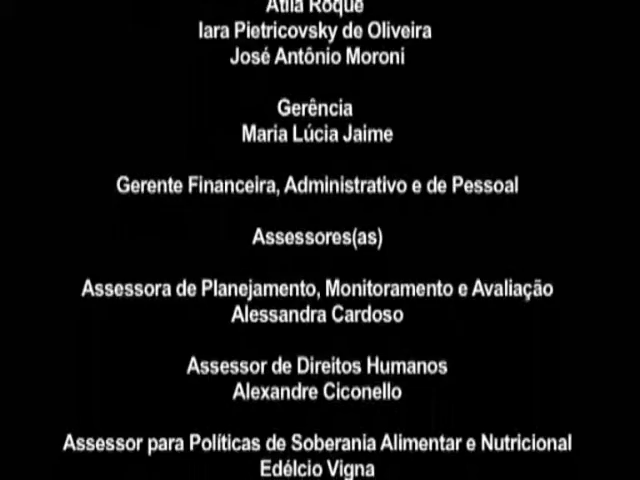 Atila Roque
Iara Pietricovsky de Oliveira
José Antônio Moroni
Gerência
Maria Lúcia Jaime
Gerente Financeira, Administrativo e de Pessoal
Assessores(as)
Assessora de Planejamento, Monitoramento e Avaliação
Alessandra Cardoso
Assessor de Direitos Humanos
Alexandre Ciconello
Assessor para Políticas de Soberania Alimentar e Nutricional
Edélcio Vigna